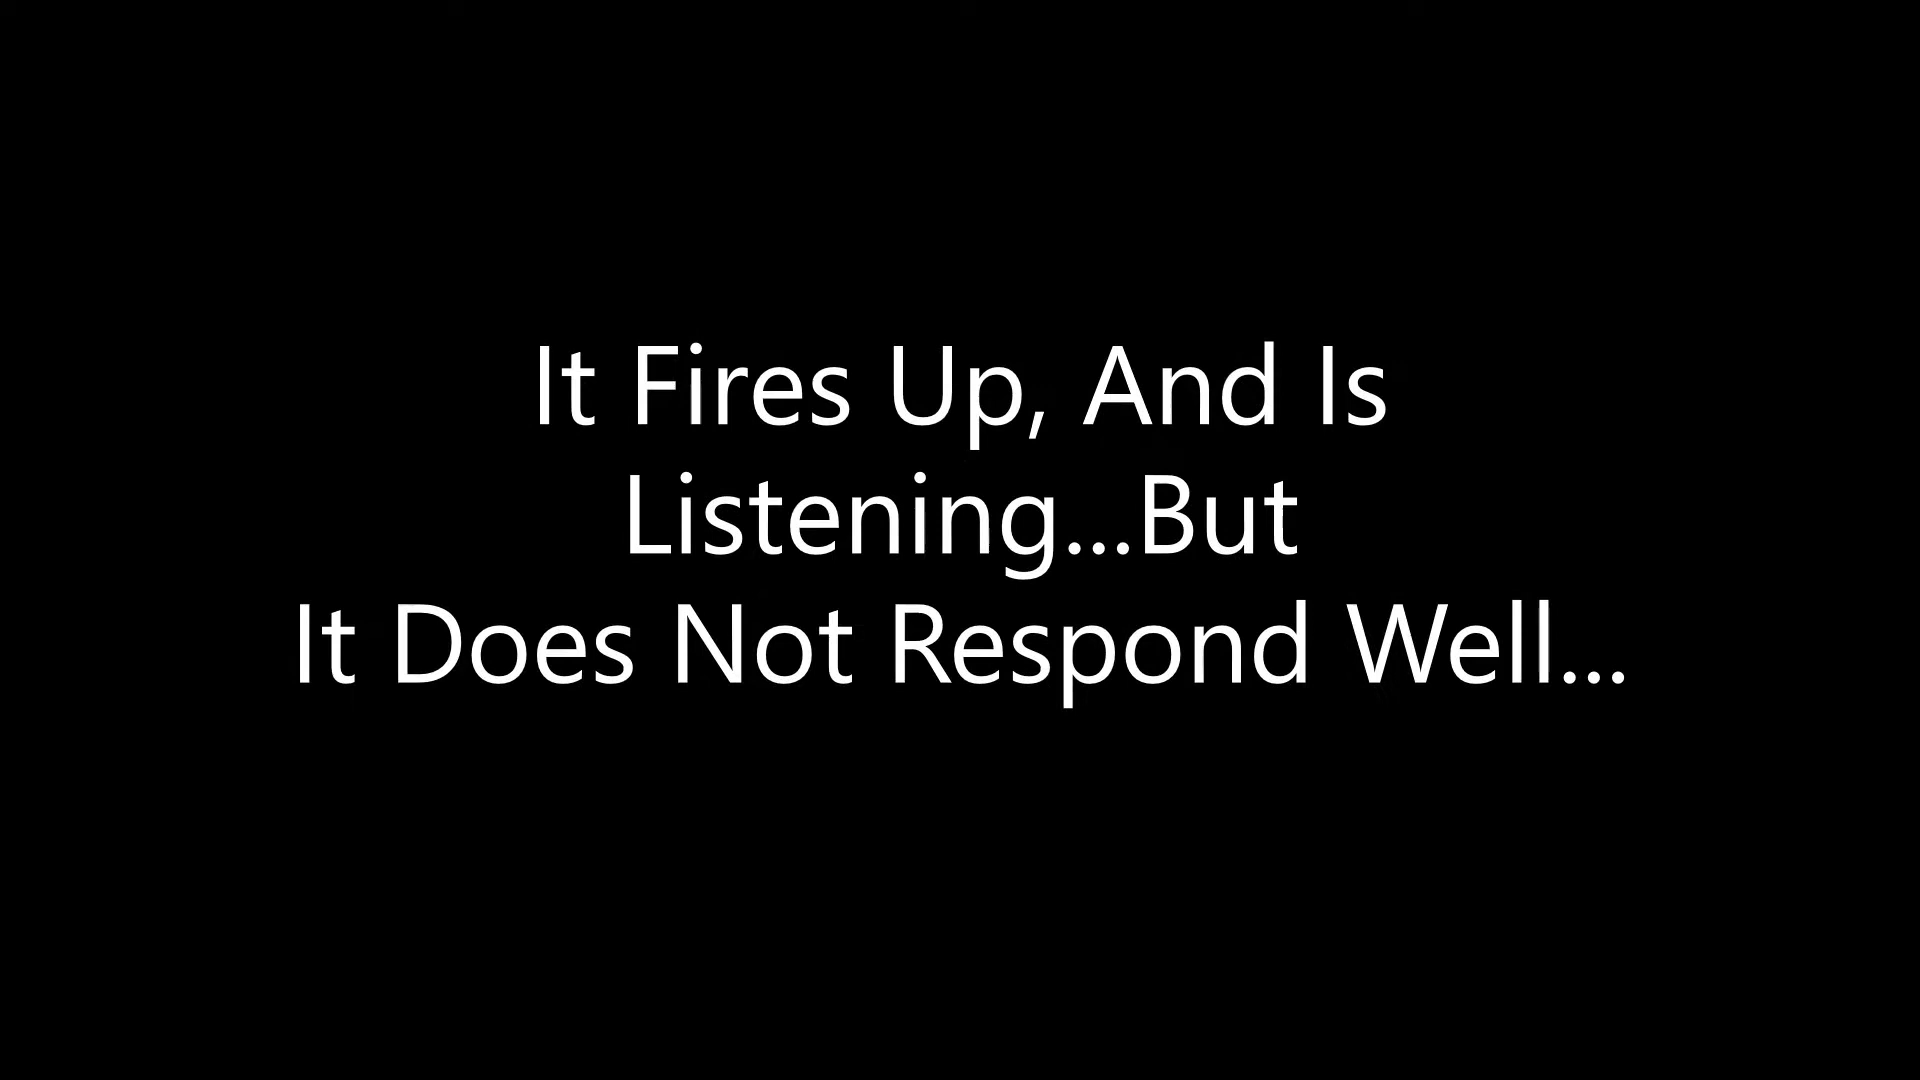 It Fires Up, And Is
Listening...But
It Does Not Respond Well...